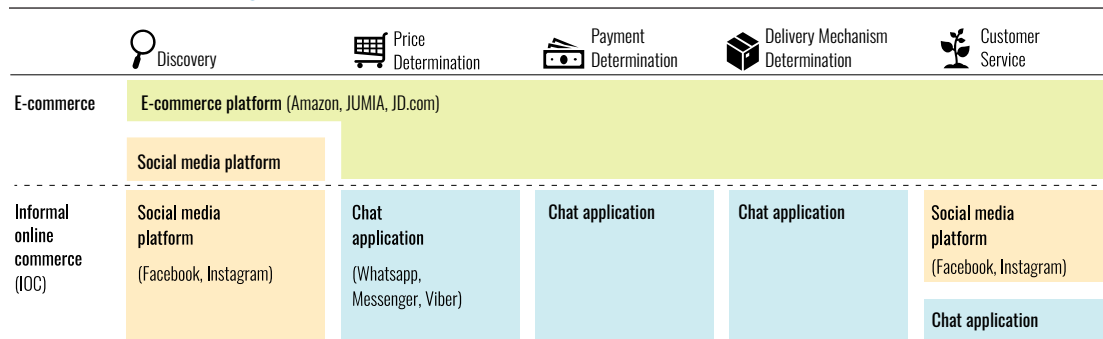 Discovery
Price
Determination
Payment
Determination
Delivery Mechanism
Determination
Customer
Service
E-commerce
E-commerce platform (Amazon, JUMIA, JD.com)
Social media platform
Informal
online
commerce
(IOC)
Social media
platform
(Facebook, Instagram)
Chat
application
(Whatsapp,
Messenger, Viber)
Chat application
Chat application
Social media
platform
(Facebook, Instagram)
Chat application